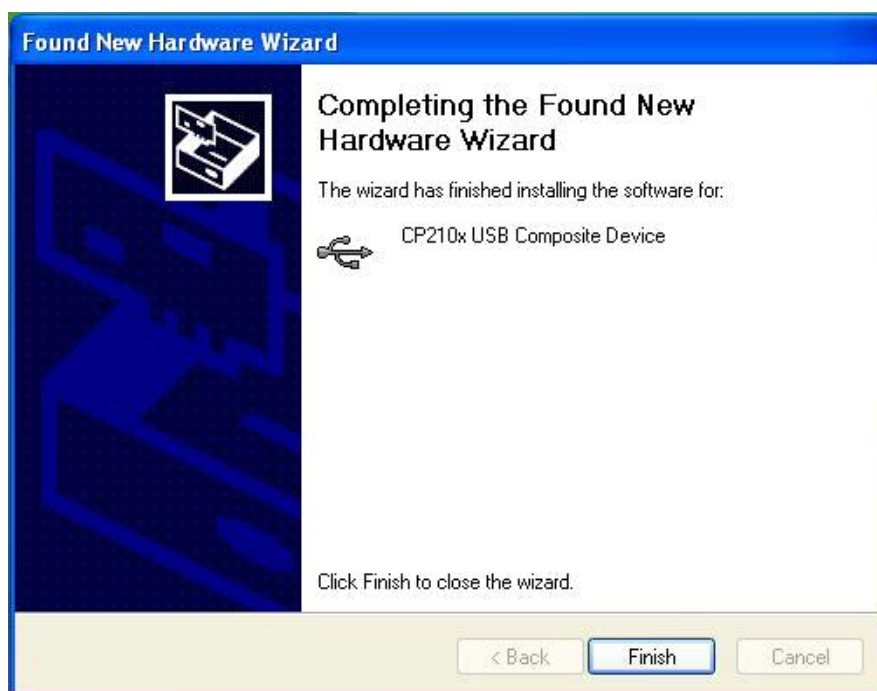 Found New Hardware Wizard
Completing the Found New
Hardware Wizard
The wizard has finished installing the software for:
CP210x USB Composite Device
Click Finish to close the wizard.
< Back
Finish
Cancel